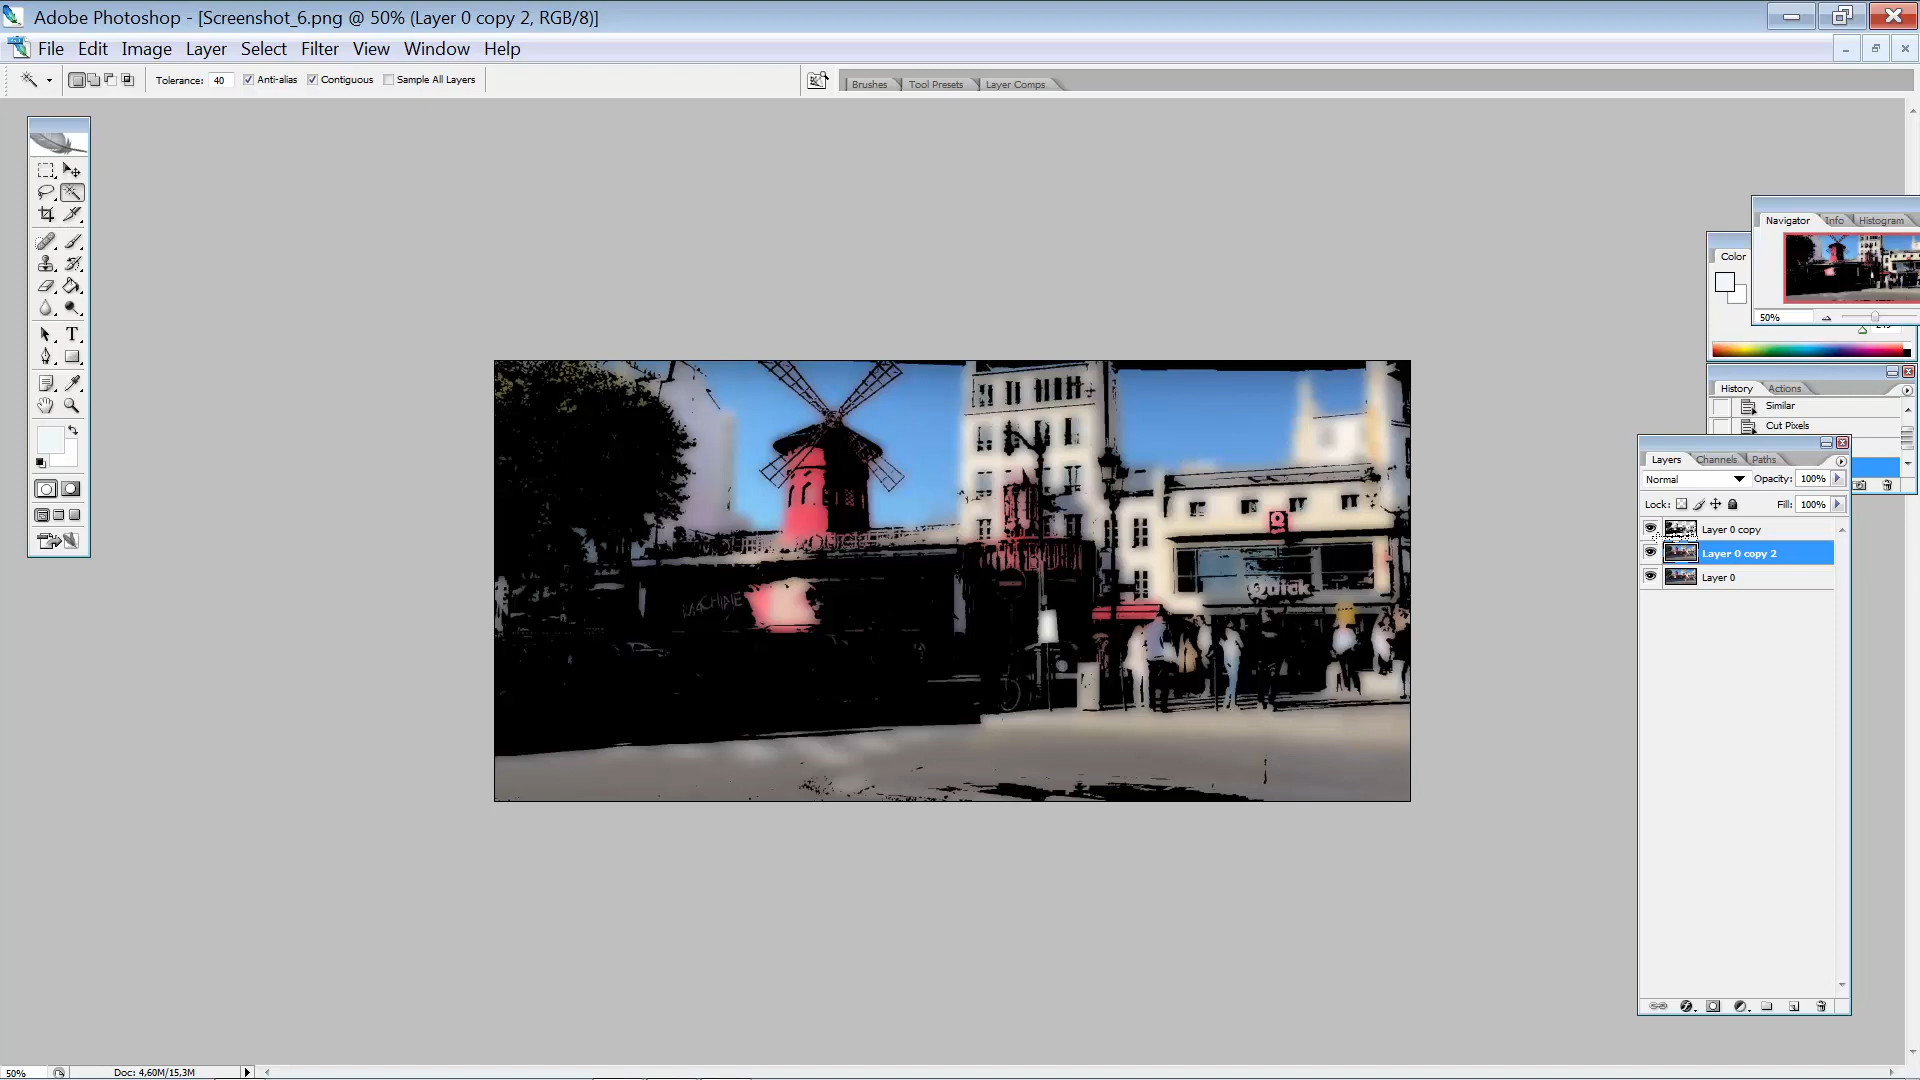 Adobe Photoshop - [Screenshot_6.png @ 50% (Layer 0 copy 2, RGB/8)]
File Edit Image Layer Select Filter View Window Help
Tolerance: 40 Anti-alias Contiguous Sample All Layers
Brushes Tool Presets Layer Comps
Navigator Info Histogram
Color
50%
History Actions
Similar
Cut Pixels
Layers Channels Paths
Normal Opacity: 100%
Lock: Fill: 100%
Layer 0 copy
Layer 0 copy 2
Layer 0
MACHINE
Quick
50% Doc: 4,60M/15,3M